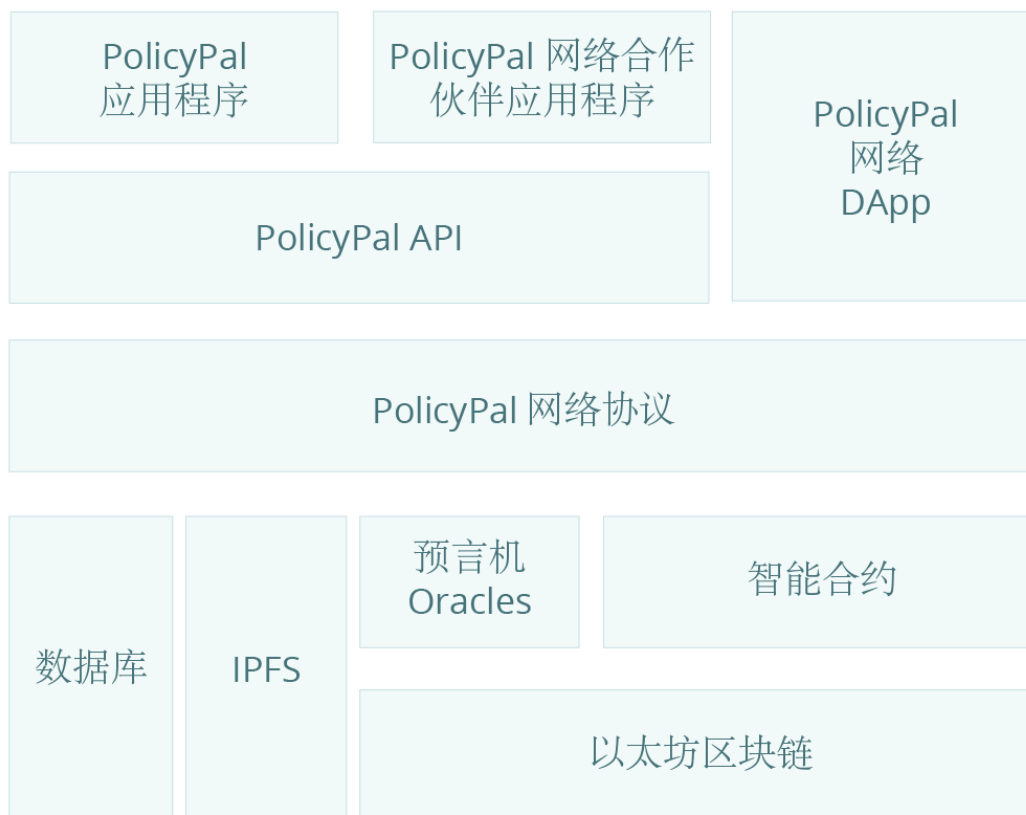 PolicyPal
应用程序
PolicyPal 网络合作
伙伴应用程序
PolicyPal
网络
DApp
PolicyPal API
PolicyPal 网络协议
数据库
IPFS
预言机
Oracles
智能合约
以太坊区块链